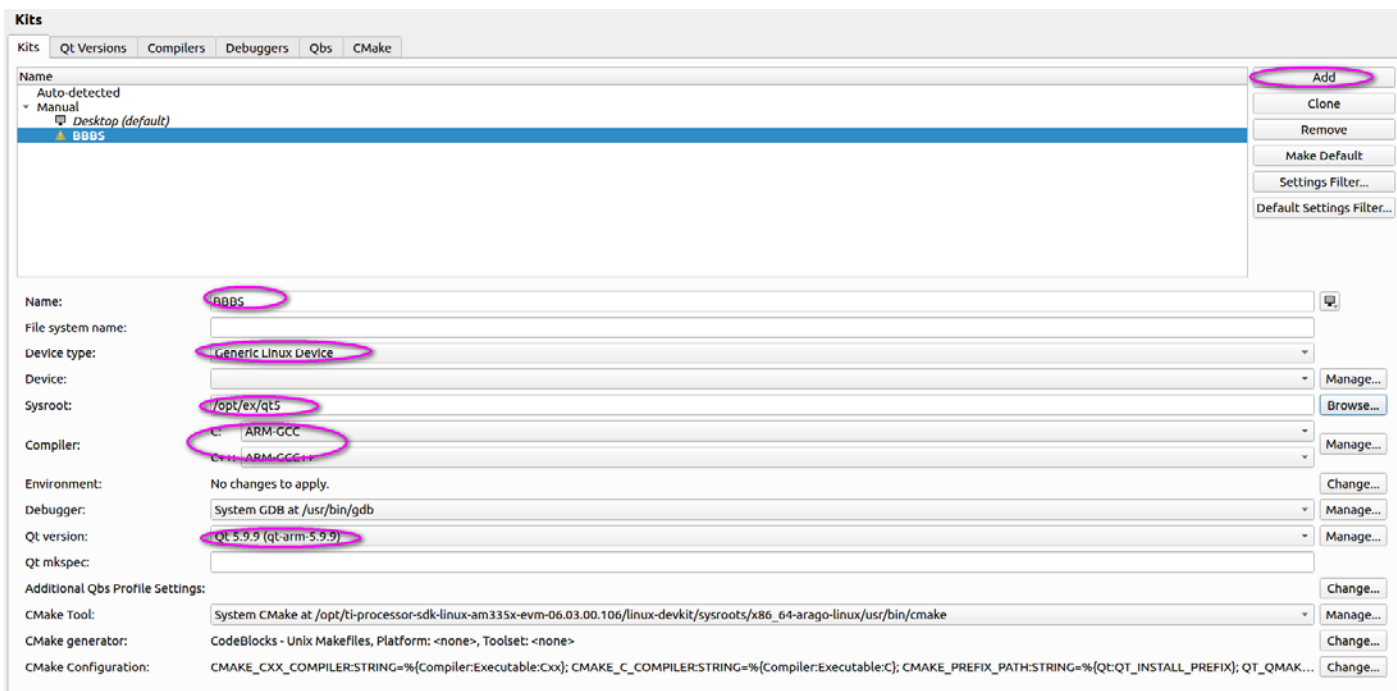 Kits
Kits Qt Versions Compilers Debuggers Qbs CMake
Name
Add
Auto-detected
Clone
Manual
Desktop (default)
Remove
BBBS
Make Default
Settings Filter...
Default Settings Filter...
Name: BBBS
File system name:
Device type: Generic Linux Device
Device: Manage...
Sysroot: /opt/ex/qt5 Browse...
Compiler: C: ARM-GCC Manage...
C++: ARM-GCC++
Environment: No changes to apply. Change...
Debugger: System GDB at /usr/bin/gdb Manage...
Qt version: Qt 5.9.9 (qt-arm-5.9.9) Manage...
Qt mkspec:
Additional Qbs Profile Settings: Change...
CMake Tool: System CMake at /opt/ti-processor-sdk-linux-am335x-evm-06.03.00.106/linux-devkit/sysroots/x86_64-arago-linux/usr/bin/cmake Manage...
CMake generator: CodeBlocks - Unix Makefiles, Platform: <none>, Toolset: <none> Change...
CMake Configuration: CMAKE_CXX_COMPILER:STRING=%{Compiler:Executable:Cxx}; CMAKE_C_COMPILER:STRING=%{Compiler:Executable:C}; CMAKE_PREFIX_PATH:STRING=%{Qt:QT_INSTALL_PREFIX}; QT_QMAK... Change...